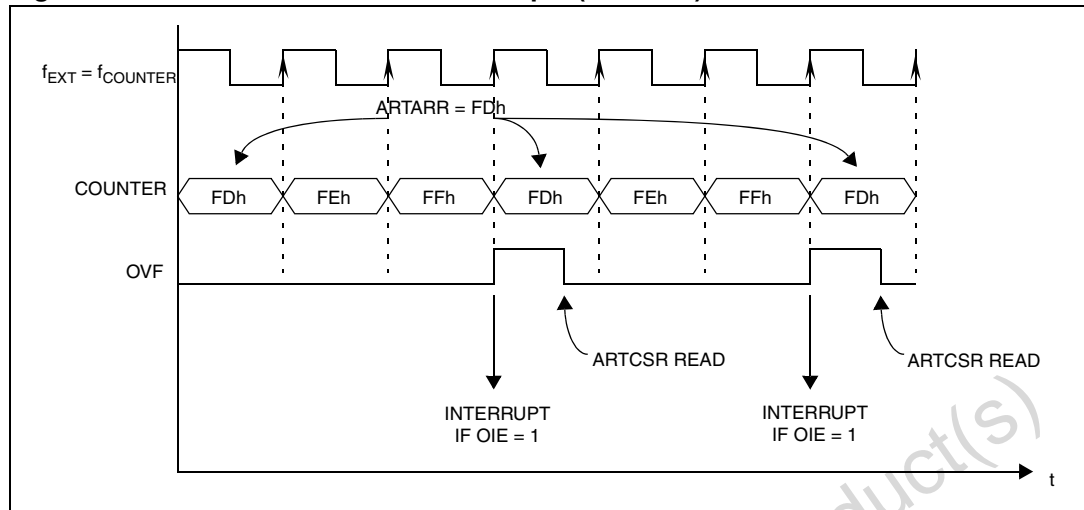 fEXT = fCOUNTER
ARTARR = FDh
COUNTER
FDh FEh FFh FDh FEh FFh FDh
OVF
ARTCSR READ ARTCSR READ
INTERRUPT INTERRUPT
IF OIE = 1 IF OIE = 1
t